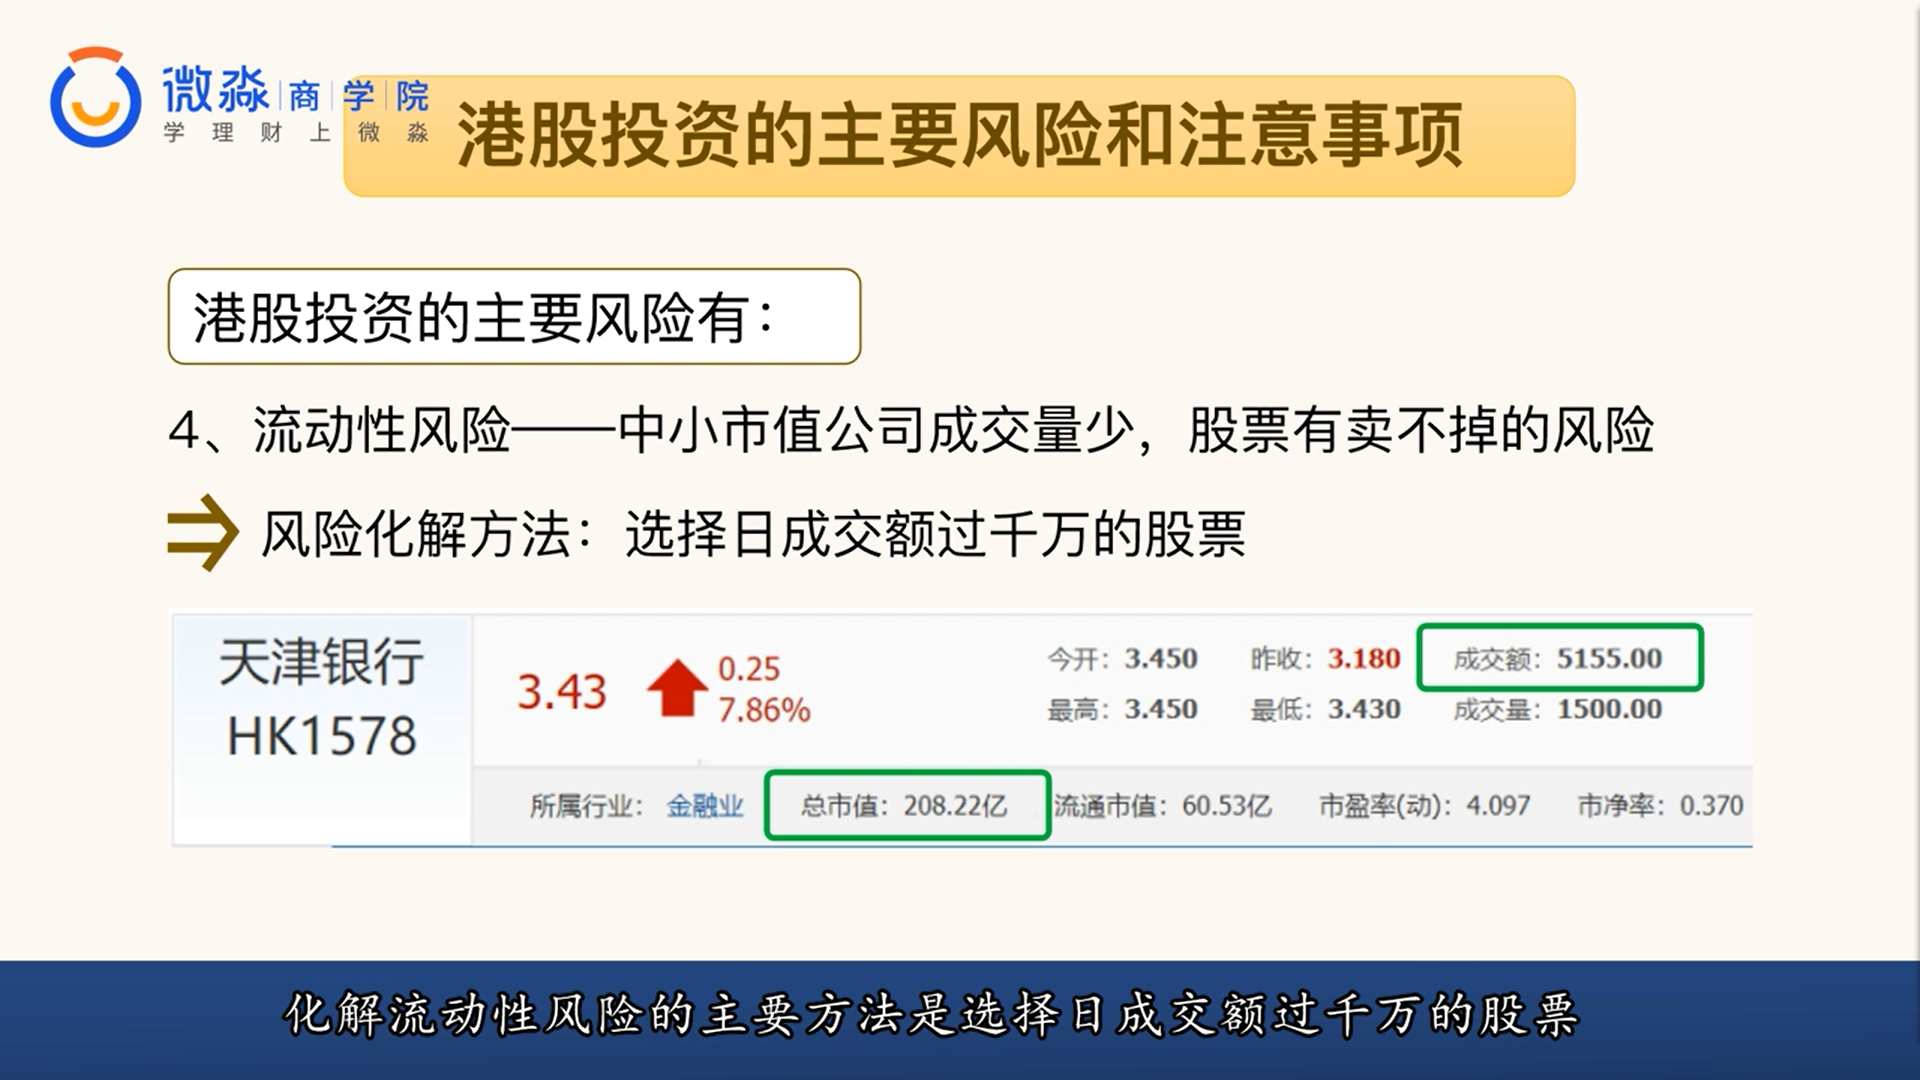 微淼商学院
学理财上微淼
港股投资的主要风险和注意事项
港股投资的主要风险有：
4、流动性风险——中小市值公司成交量少，股票有卖不掉的风险
风险化解方法：选择日成交额过千万的股票
天津银行
HK1578
3.43
0.25
7.86%
今开：3.450 昨收：3.180 成交额：5155.00
最高：3.450 最低：3.430 成交量：1500.00
所属行业：金融业 总市值：208.22亿 流通市值：60.53亿 市盈率(动)：4.097 市净率：0.370
化解流动性风险的主要方法是选择日成交额过千万的股票